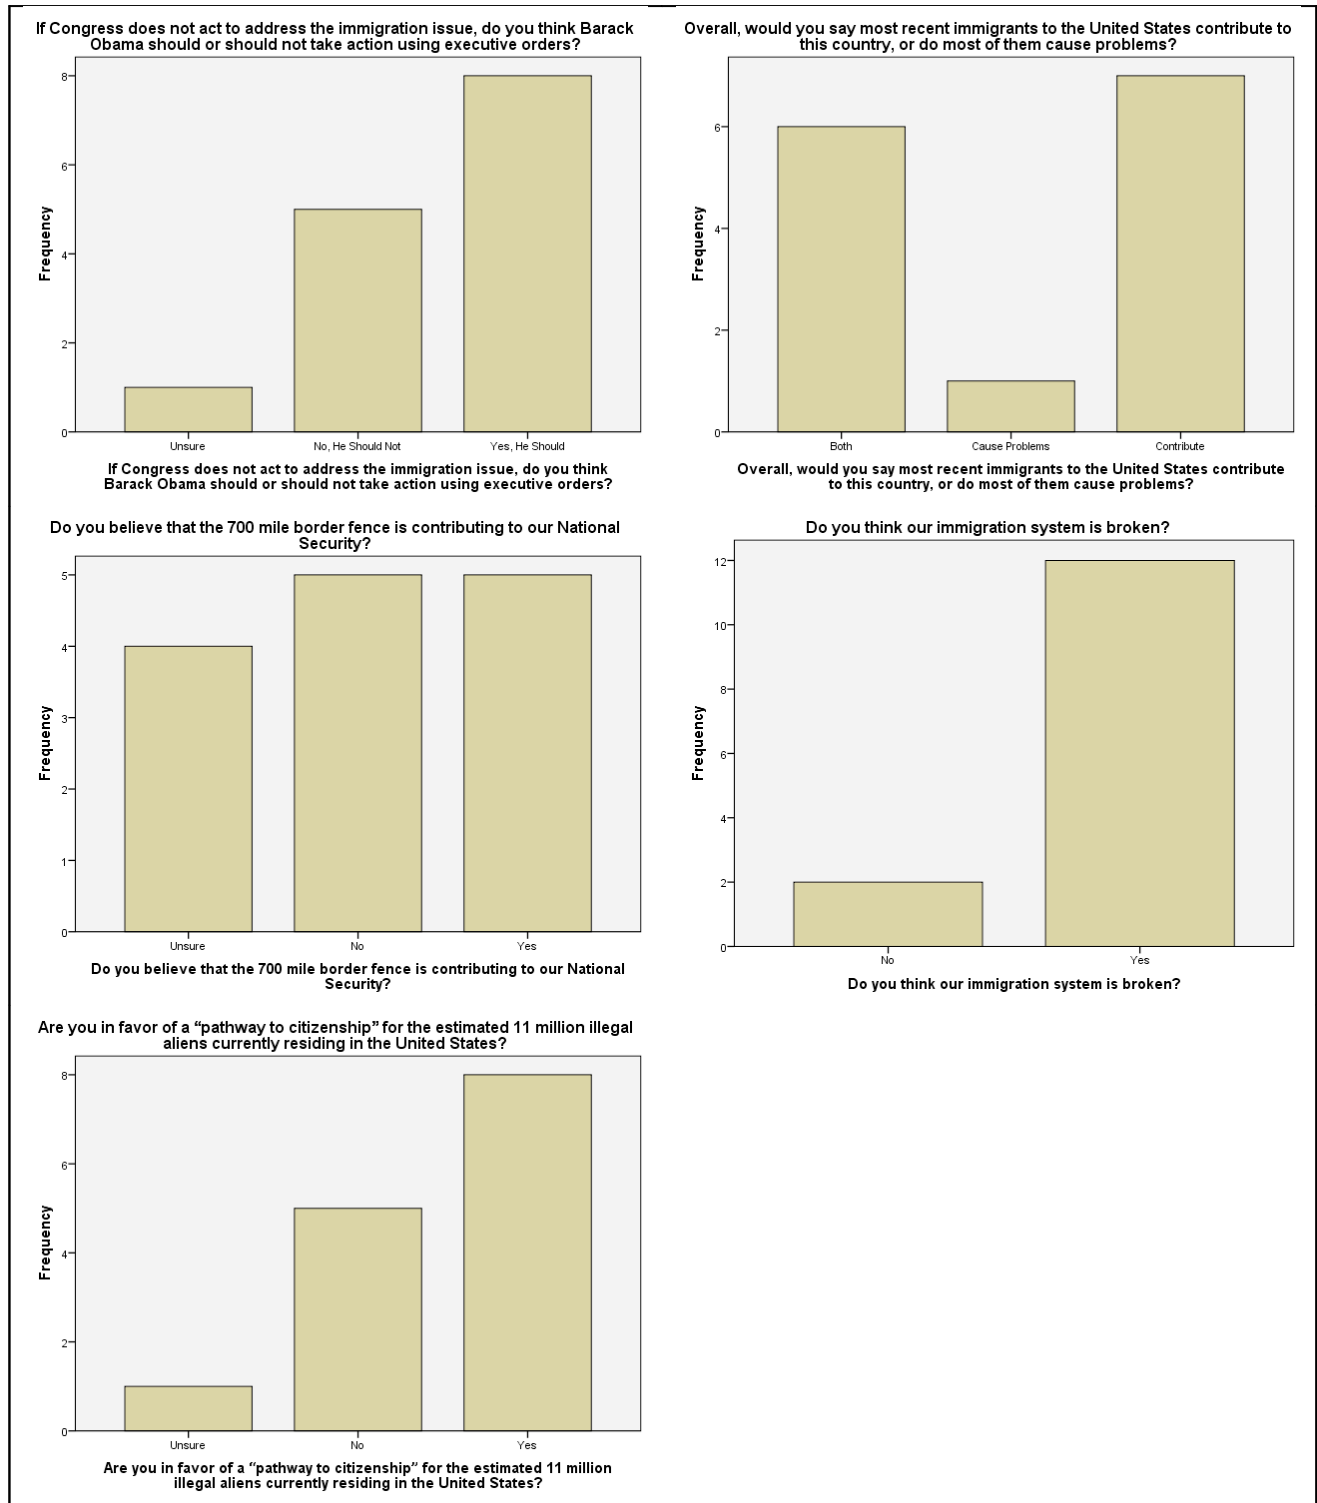 If Congress does not act to address the immigration issue, do you think Barack
Obama should or should not take action using executive orders?
Frequency
8
6
4
2
0
Unsure
No, He Should Not
Yes, He Should
If Congress does not act to address the immigration issue, do you think
Barack Obama should or should not take action using executive orders?
Overall, would you say most recent immigrants to the United States contribute to
this country, or do most of them cause problems?
Frequency
6
4
2
0
Both
Cause Problems
Contribute
Overall, would you say most recent immigrants to the United States contribute
to this country, or do most of them cause problems?
Do you believe that the 700 mile border fence is contributing to our National
Security?
Frequency
5
4
3
2
1
0
Unsure
No
Yes
Do you believe that the 700 mile border fence is contributing to our National
Security?
Do you think our immigration system is broken?
Frequency
12
10
8
6
4
2
0
No
Yes
Do you think our immigration system is broken?
Are you in favor of a “pathway to citizenship” for the estimated 11 million illegal
aliens currently residing in the United States?
Frequency
8
6
4
2
0
Unsure
No
Yes
Are you in favor of a “pathway to citizenship” for the estimated 11 million
illegal aliens currently residing in the United States?